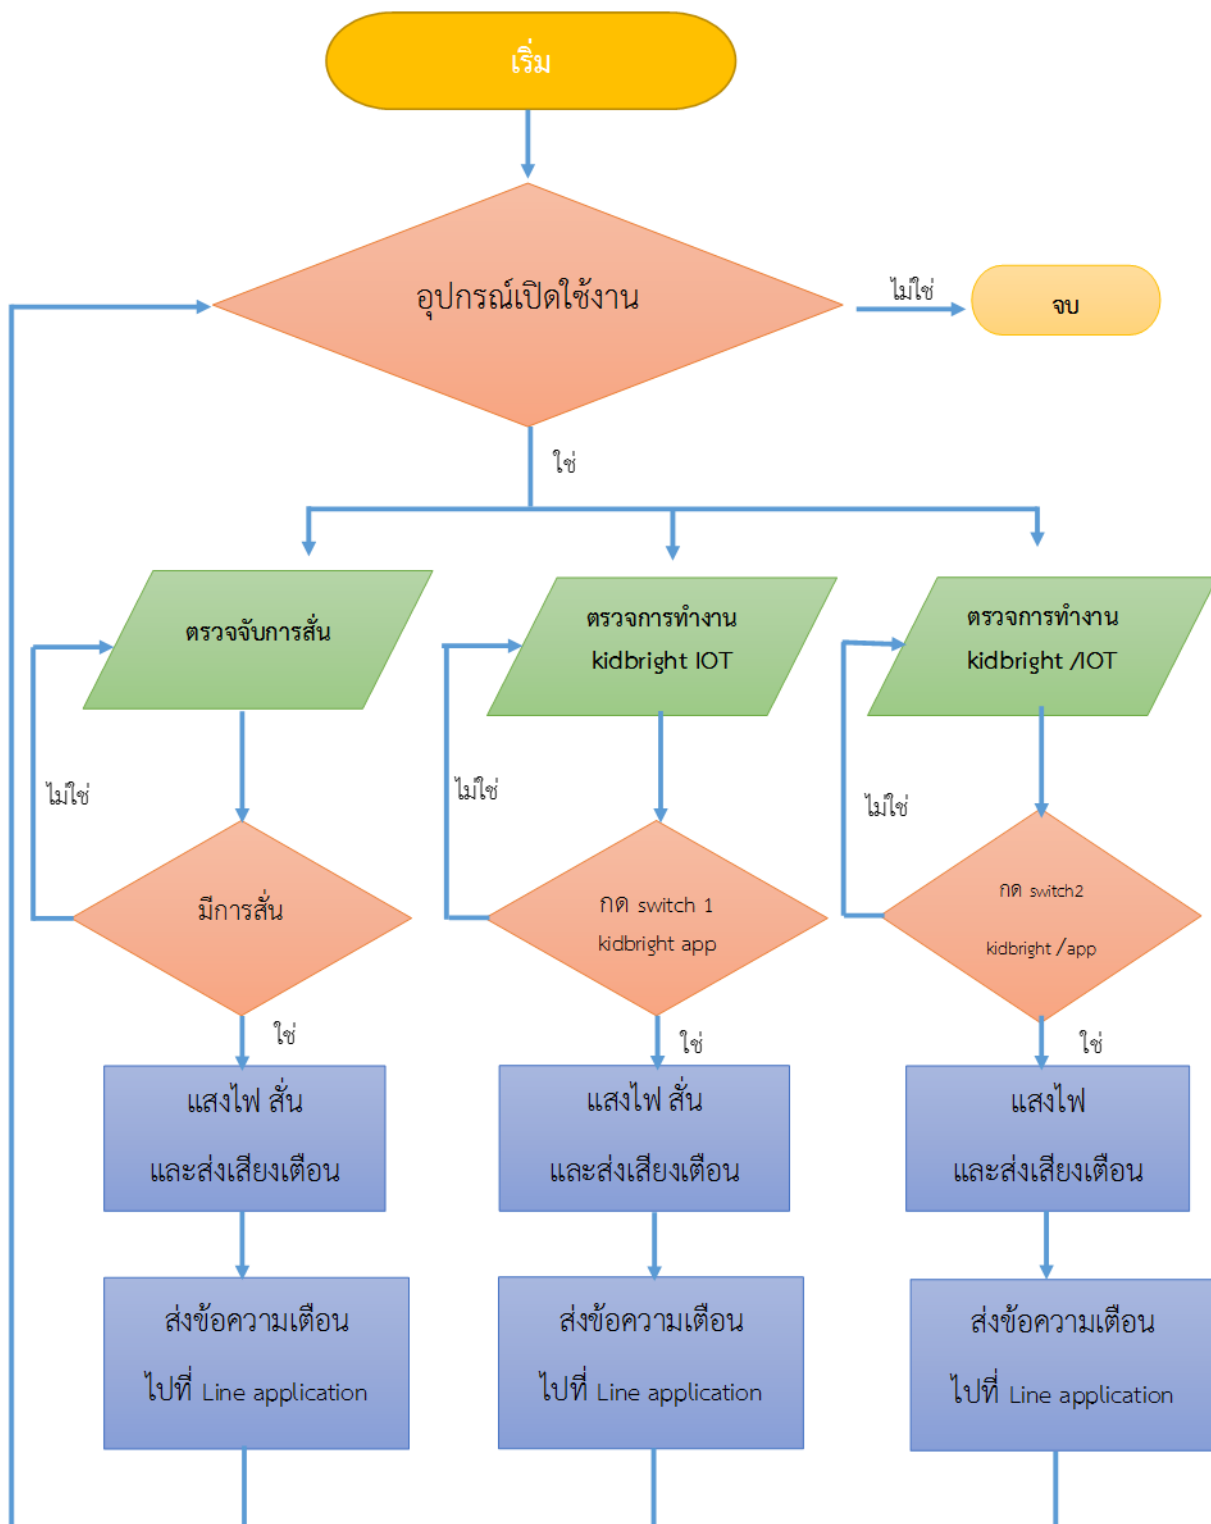 เริ่ม
อุปกรณ์เปิดใช้งาน
ไม่ใช่
จบ
ใช่
ตรวจจับการสั่น
ตรวจการทำงาน
kidbright IOT
ตรวจการทำงาน
kidbright /IOT
ไม่ใช่
ไม่ใช่
ไม่ใช่
มีการสั่น
กด switch 1
kidbright app
กด switch2
kidbright /app
ใช่
ใช่
ใช่
แสงไฟ สั่น
และส่งเสียงเตือน
แสงไฟ สั่น
และส่งเสียงเตือน
แสงไฟ
และส่งเสียงเตือน
ส่งข้อความเตือน
ไปที่ Line application
ส่งข้อความเตือน
ไปที่ Line application
ส่งข้อความเตือน
ไปที่ Line application